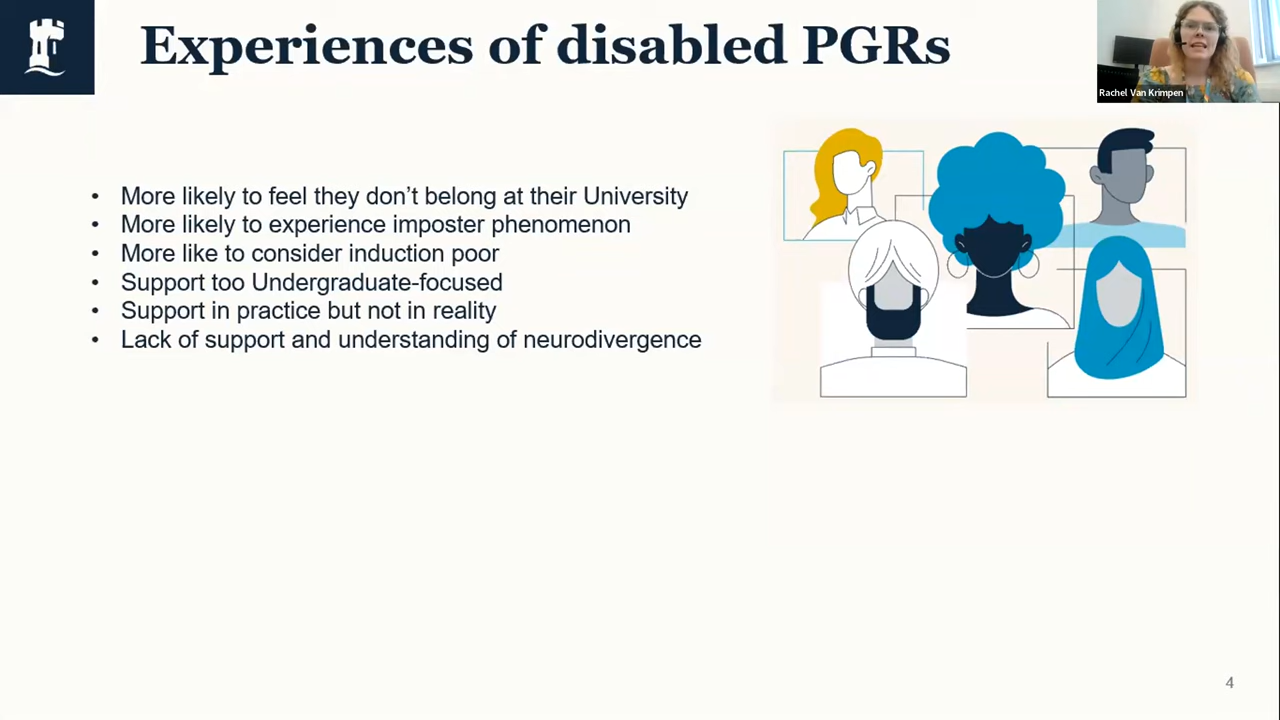 Experiences of disabled PGRs
Rachel Van Krimpen
• More likely to feel they don’t belong at their University
• More likely to experience imposter phenomenon
• More like to consider induction poor
• Support too Undergraduate-focused
• Support in practice but not in reality
• Lack of support and understanding of neurodivergence
4